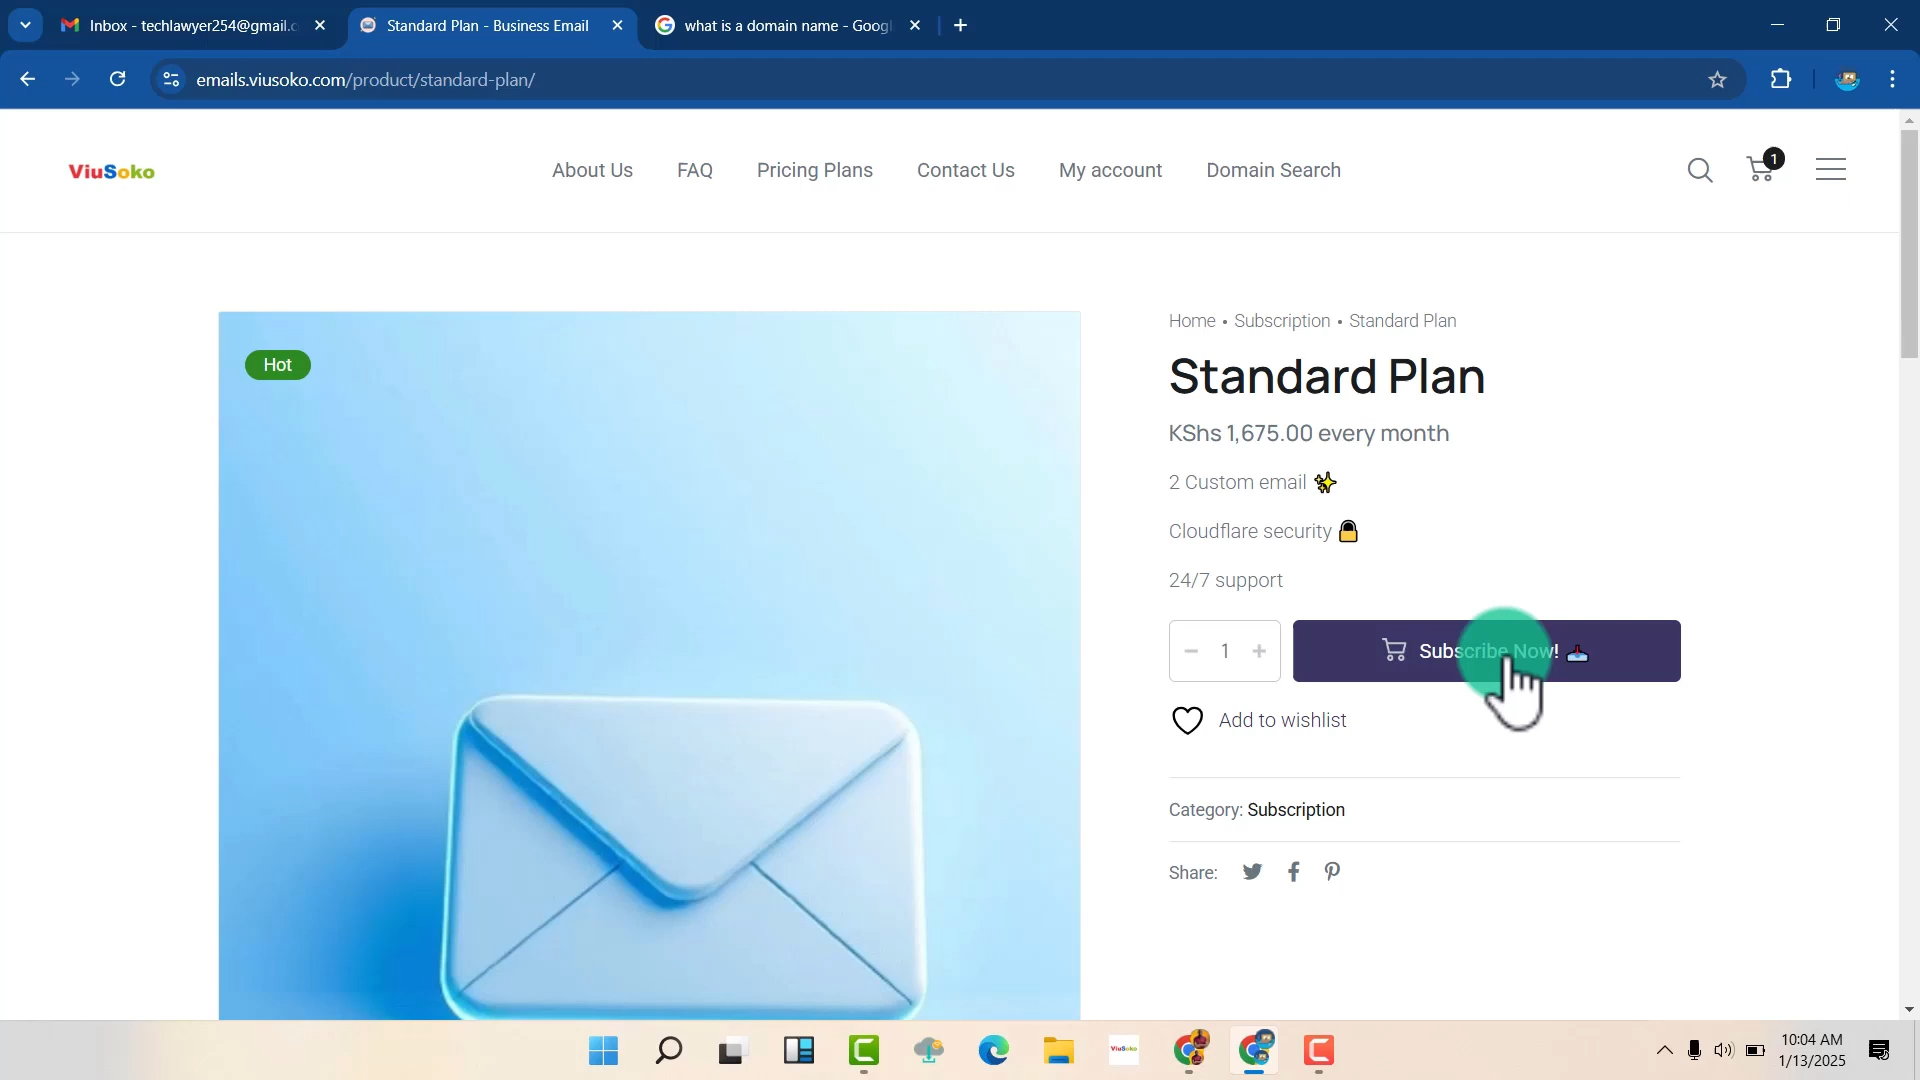 Inbox - techlawyer254@gmail.c
Standard Plan - Business Email
what is a domain name - Goog
emails.viusoko.com/product/standard-plan/
ViuSoko
About Us
FAQ
Pricing Plans
Contact Us
My account
Domain Search
1
Home • Subscription • Standard Plan
Hot
Standard Plan
KShs 1,675.00 every month
2 Custom email
Cloudflare security
24/7 support
− 1 +
Subscribe Now!
Add to wishlist
Category: Subscription
Share:
ViuSoko
10:04 AM
1/13/2025